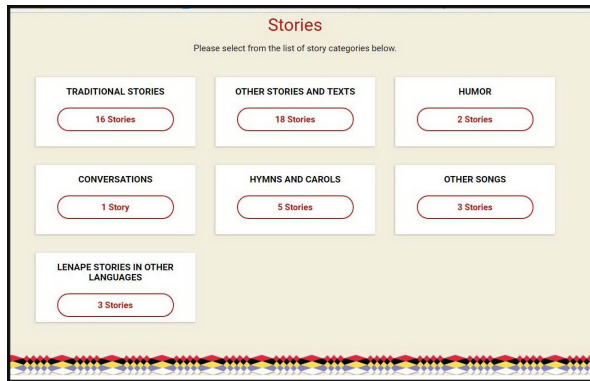 Stories
Please select from the list of story categories below.
TRADITIONAL STORIES
16 Stories
OTHER STORIES AND TEXTS
18 Stories
HUMOR
2 Stories
CONVERSATIONS
1 Story
HYMNS AND CAROLS
5 Stories
OTHER SONGS
3 Stories
LENAPE STORIES IN OTHER
LANGUAGES
3 Stories